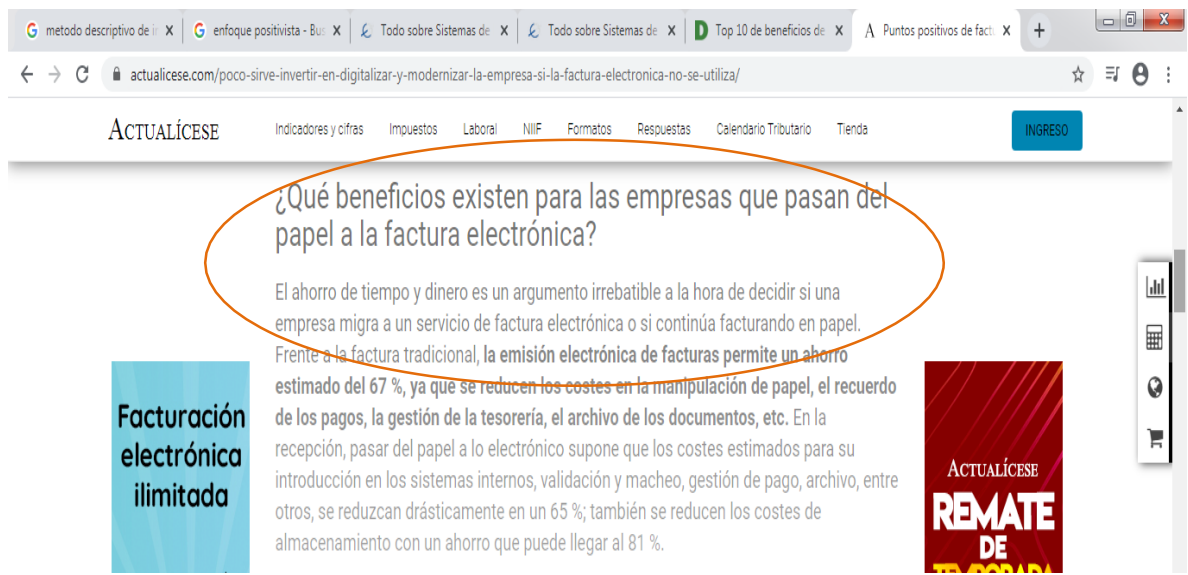 metodo descriptivo de in
enfoque positivista - Bus
Todo sobre Sistemas de
Todo sobre Sistemas de
Top 10 de beneficios de
Puntos positivos de factu
actualicese.com/poco-sirve-invertir-en-digitalizar-y-modernizar-la-empresa-si-la-factura-electronica-no-se-utiliza/
ACTUALÍCESE
Indicadores y cifras Impuestos Laboral NIIF Formatos Respuestas Calendario Tributario Tienda
INGRESO
¿Qué beneficios existen para las empresas que pasan del
papel a la factura electrónica?
El ahorro de tiempo y dinero es un argumento irrebatible a la hora de decidir si una
empresa migra a un servicio de factura electrónica o si continúa facturando en papel.
Frente a la factura tradicional, la emisión electrónica de facturas permite un ahorro
estimado del 67 %, ya que se reducen los costes en la manipulación de papel, el recuerdo
de los pagos, la gestión de la tesorería, el archivo de los documentos, etc. En la
recepción, pasar del papel a lo electrónico supone que los costes estimados para su
introducción en los sistemas internos, validación y macheo, gestión de pago, archivo, entre
otros, se reduzcan drásticamente en un 65 %; también se reducen los costes de
almacenamiento con un ahorro que puede llegar al 81 %.
Facturación
electrónica
ilimitada
ACTUALÍCESE
REMATE
DE
TEMPORADA